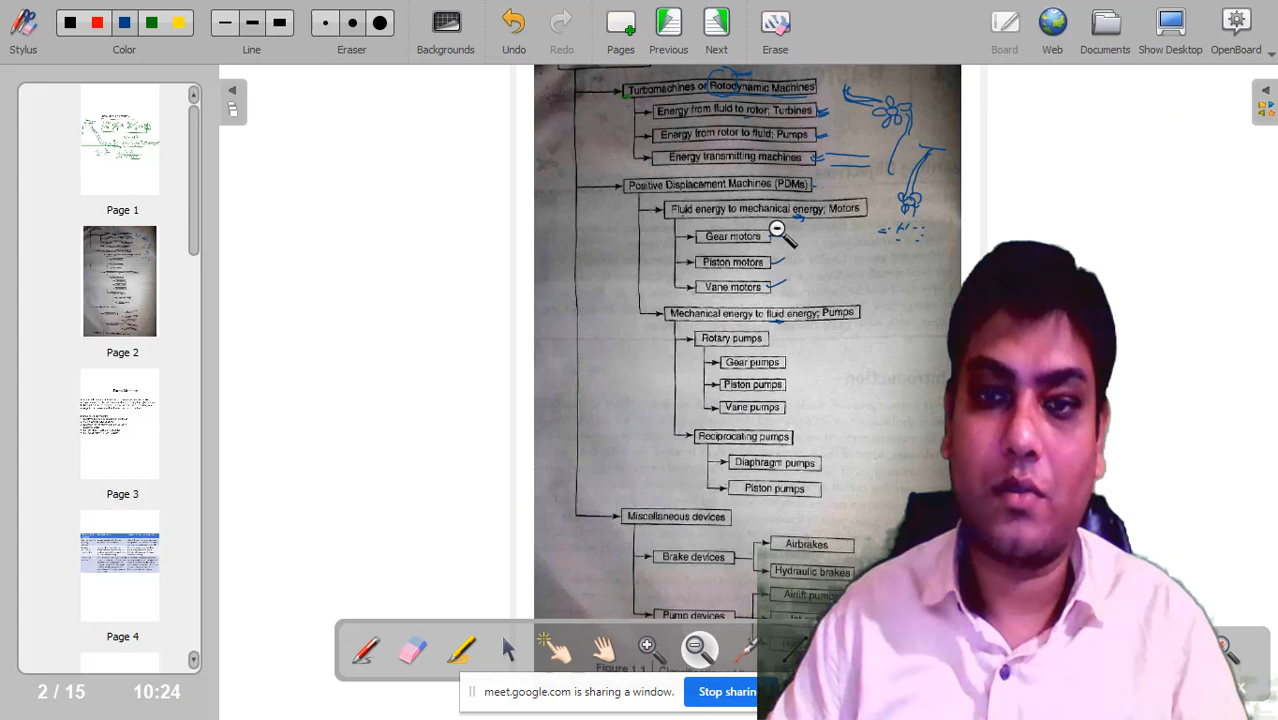 Stylus
Color
Line
Eraser
Backgrounds
Undo
Redo
Pages
Previous
Next
Erase
Board
Web
Documents
Show Desktop
OpenBoard
Page 1
Page 2
Page 3
Page 4
2 / 15
10:24
Turbomachines or Rotodynamic Machines
Energy from fluid to rotor; Turbines
Energy from rotor to fluid; Pumps
Energy transmitting machines
Positive Displacement Machines (PDMs)
Fluid energy to mechanical energy; Motors
Gear motors
Piston motors
Vane motors
Mechanical energy to fluid energy; Pumps
Rotary pumps
Gear pumps
Piston pumps
Vane pumps
Reciprocating pumps
Diaphragm pumps
Piston pumps
Miscellaneous devices
Brake devices
Airbrakes
Hydraulic brakes
Pump devices
Airlift pump
Figure 1.1
meet.google.com is sharing a window.
Stop sharin